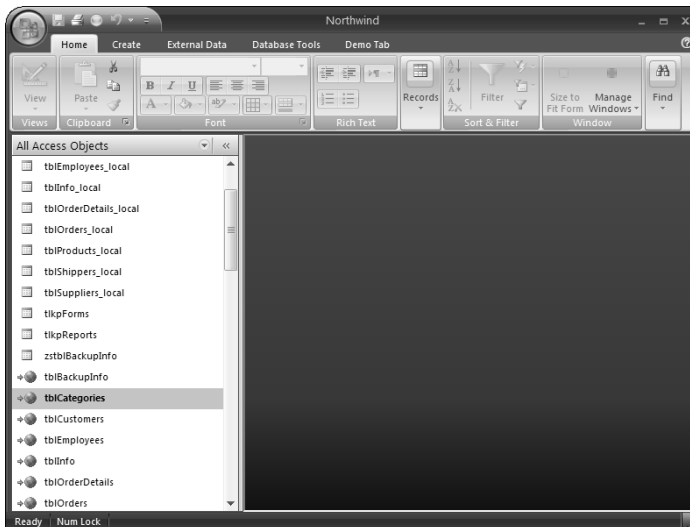 Northwind
Home Create External Data Database Tools Demo Tab
View
Paste
B I U
A ab
Records
A Z
Z A
Filter
Size to
Fit Form
Manage
Windows
Find
Views Clipboard Font Rich Text Sort & Filter Window
All Access Objects
tblEmployees_local
tblInfo_local
tblOrderDetails_local
tblOrders_local
tblProducts_local
tblShippers_local
tblSuppliers_local
tlkpForms
tlkpReports
zstblBackupInfo
tblBackupInfo
tblCategories
tblCustomers
tblEmployees
tblInfo
tblOrderDetails
tblOrders
Ready Num Lock